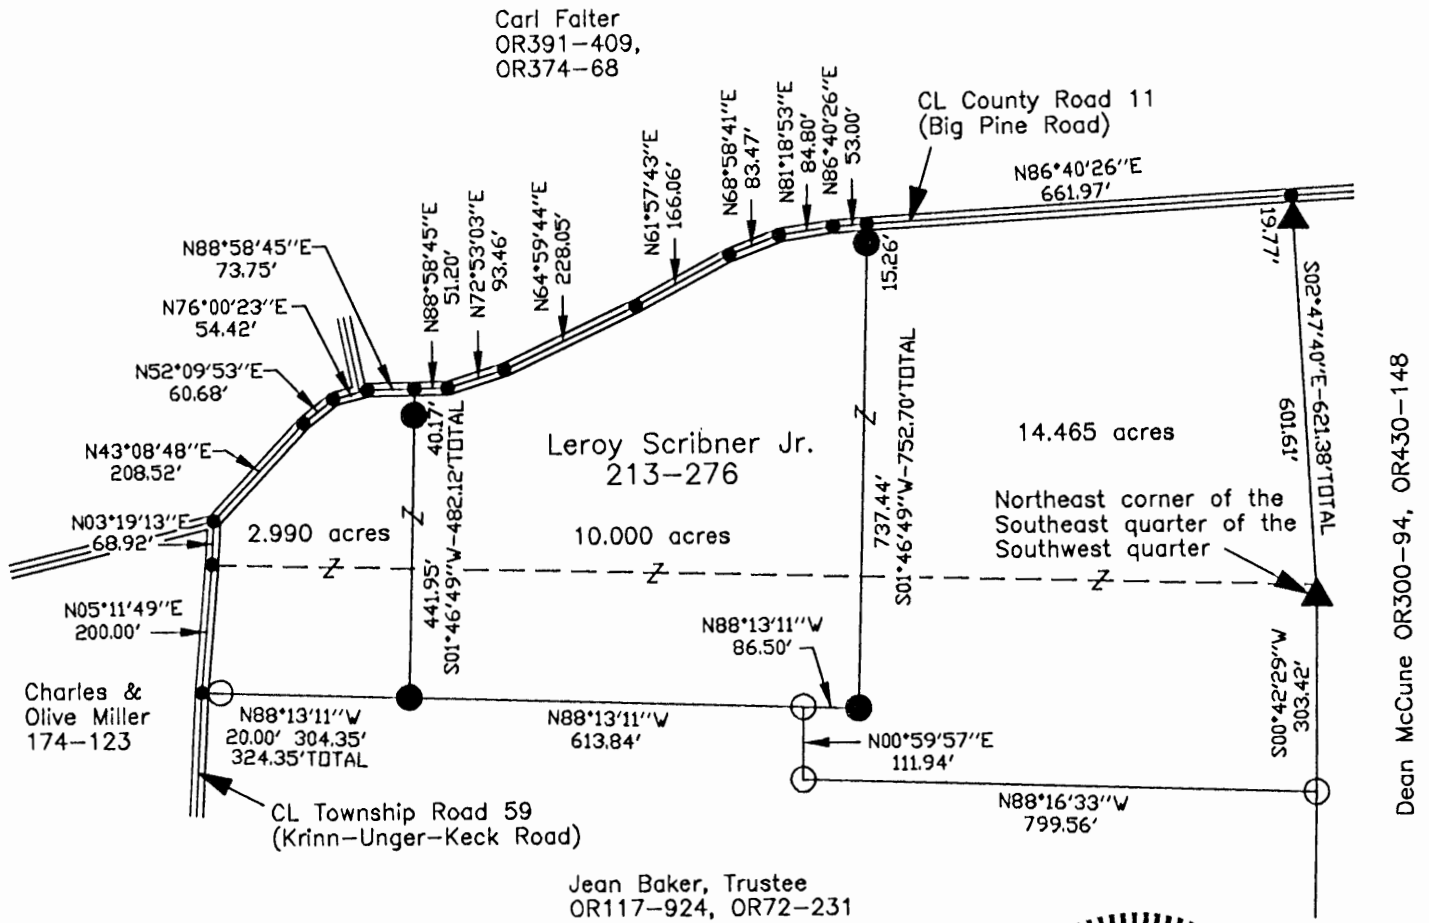 Carl Falter
OR391-409,
OR374-68
CL County Road 11
(Big Pine Road)
N86°40'26"E
661.97'
N86°40'26"E
53.00'
N81°18'53"E
84.80'
N68°58'41"E
83.47'
N61°57'43"E
166.06'
N64°59'44"E
228.05'
N72°53'03"E
93.46'
N88°58'45"E
51.20'
N88°58'45"E
73.75'
N76°00'23"E
54.42'
N52°09'53"E
60.68'
N43°08'48"E
208.52'
N03°19'13"E
68.92'
N05°11'49"E
200.00'
15.26'
19.77'
S02°47'40"E-621.38'TOTAL
601.61'
40.17'
441.95'
S01°46'49"W-482.12'TOTAL
737.44'
S01°46'49"W-752.70'TOTAL
Leroy Scribner Jr.
213-276
14.465 acres
2.990 acres
10.000 acres
Northeast corner of the
Southeast quarter of the
Southwest quarter
Dean McCune OR300-94, OR430-148
N88°13'11"W
86.50'
S00°42'29"W
303.42'
Charles &
Olive Miller
174-123
N88°13'11"W
20.00' 304.35'
324.35'TOTAL
N88°13'11"W
613.84'
N00°59'57"E
111.94'
N88°16'33"W
799.56'
CL Township Road 59
(Krinn-Unger-Keck Road)
Jean Baker, Trustee
OR117-924, OR72-231